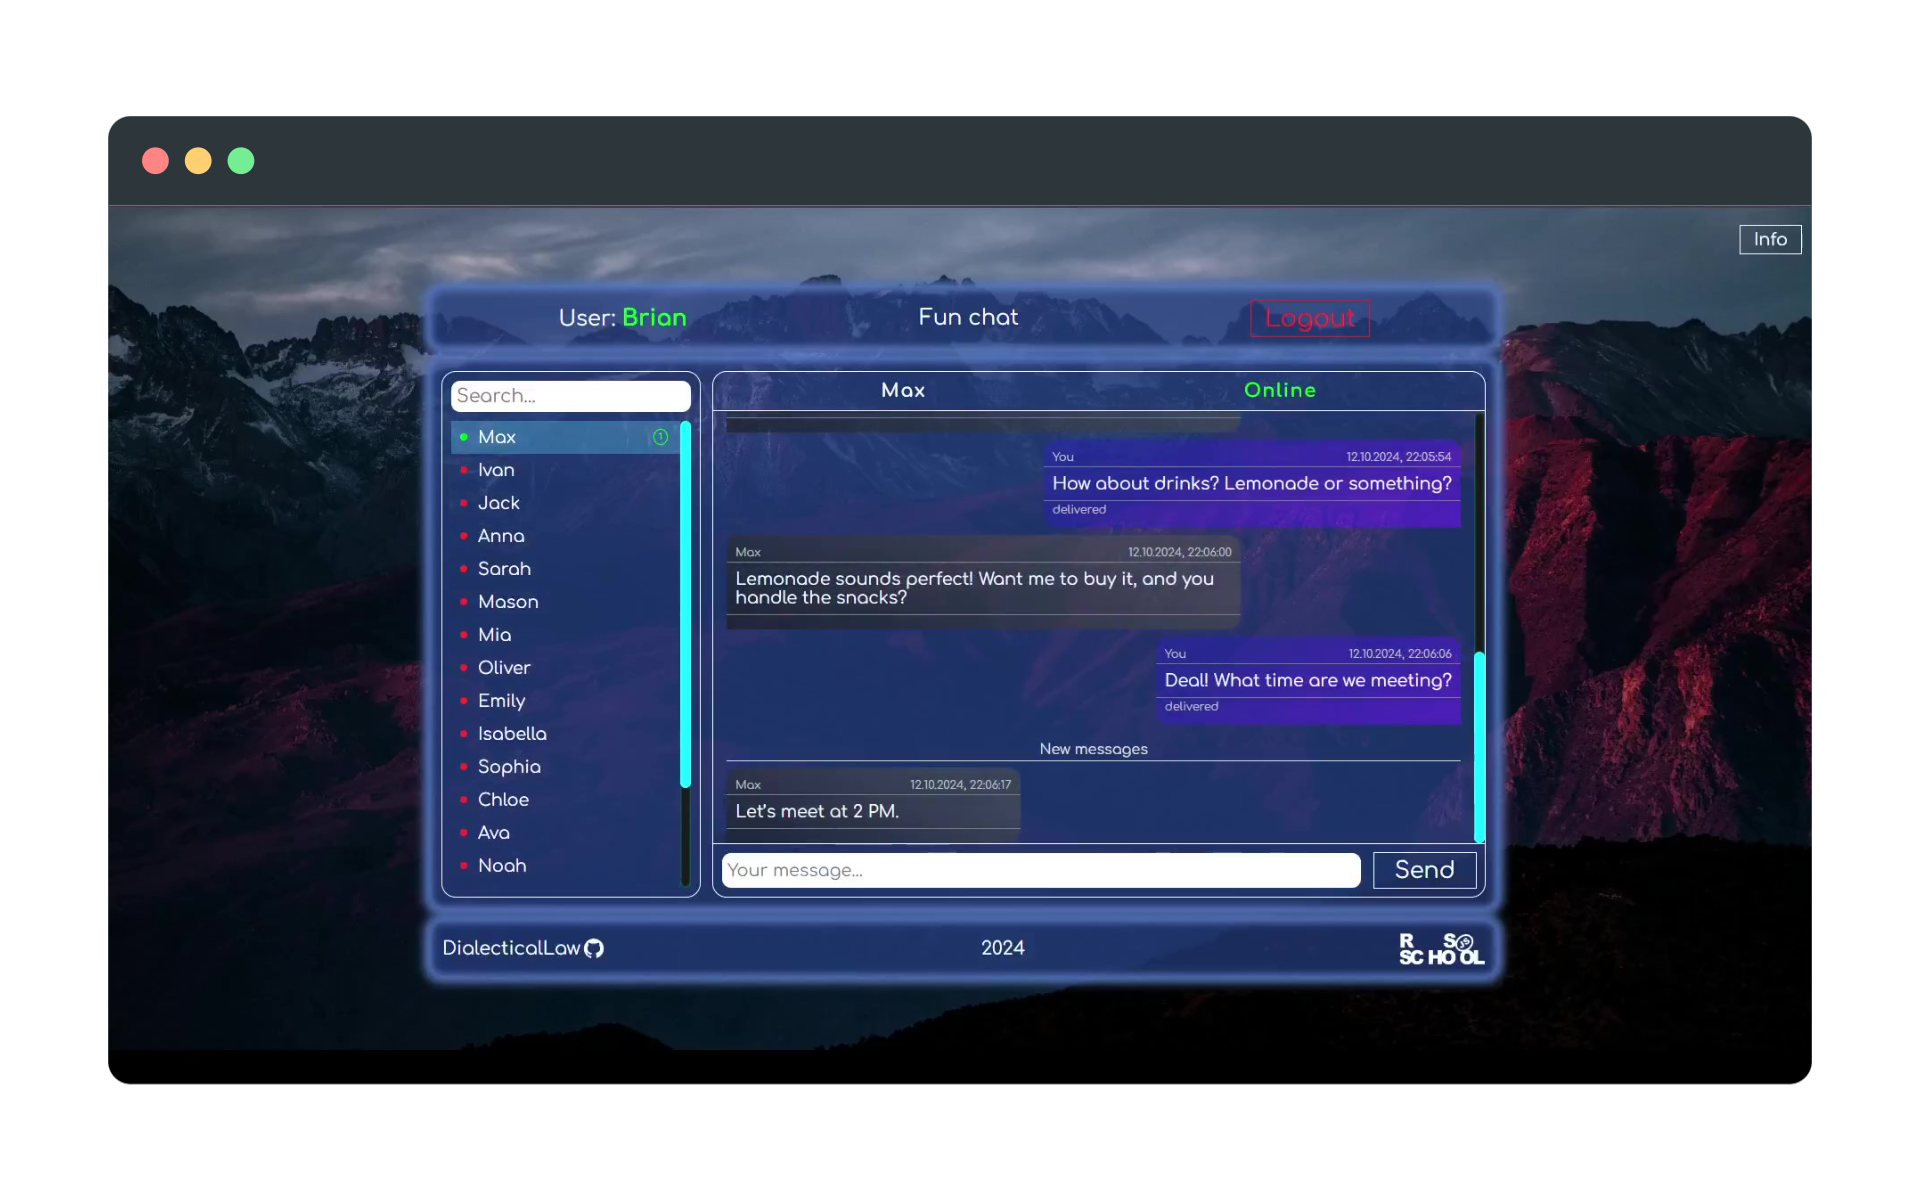 Info
User: Brian
Fun chat
Logout
Search...
Max 1
Ivan
Jack
Anna
Sarah
Mason
Mia
Oliver
Emily
Isabella
Sophia
Chloe
Ava
Noah
Max
Online
You 12.10.2024, 22:05:54
How about drinks? Lemonade or something?
delivered
Max 12.10.2024, 22:06:00
Lemonade sounds perfect! Want me to buy it, and you
handle the snacks?
You 12.10.2024, 22:06:06
Deal! What time are we meeting?
delivered
New messages
Max 12.10.2024, 22:06:17
Let's meet at 2 PM.
Your message...
Send
DialecticalLaw
2024
R S
SCHOOL